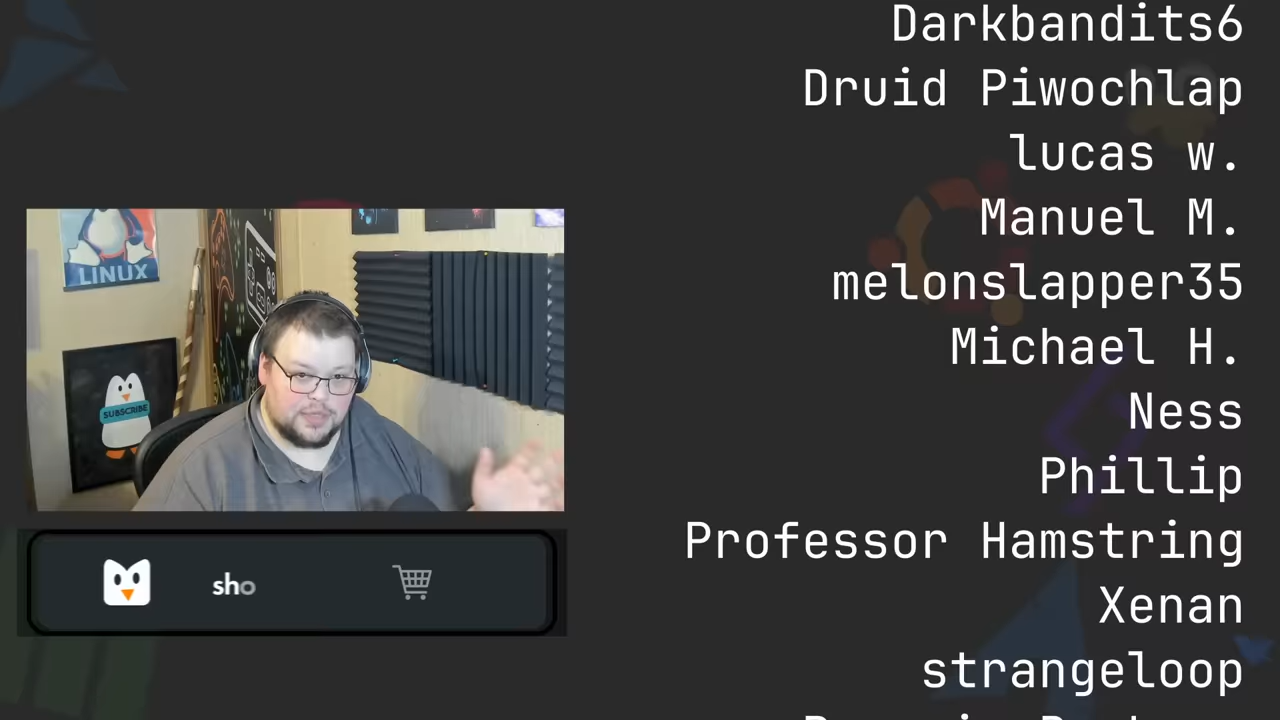 Darkbandits6
Druid Piwochlap
lucas w.
Manuel M.
melonslapper35
Michael H.
Ness
Phillip
Professor Hamstring
Xenan
strangeloop
LINUX
SUBSCRIBE
sho